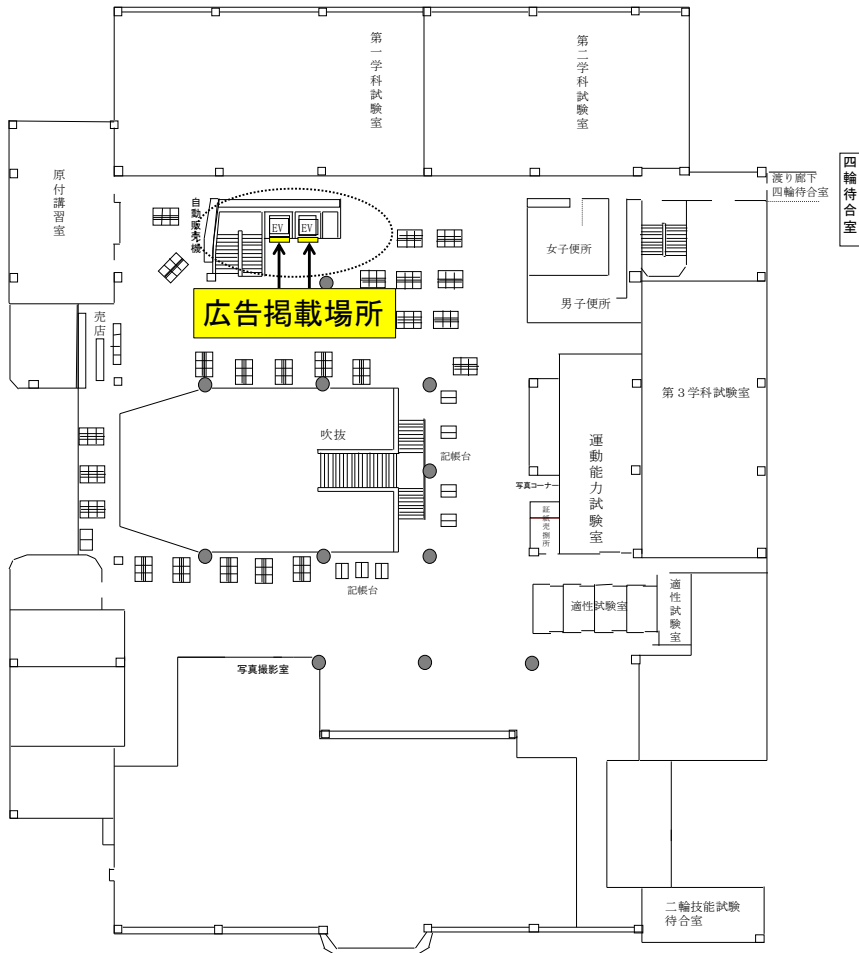 第一学科試験室
第二学科試験室
四輪待合室
原付講習室
渡り廊下
四輪待合室
自動販売機
EV
EV
女子便所
男子便所
広告掲載場所
売店
第３学科試験室
吹抜
運動能力試験室
記帳台
写真コーナー
証紙売捌所
適性試験室
適性試験室
記帳台
写真撮影室
二輪技能試験
待合室